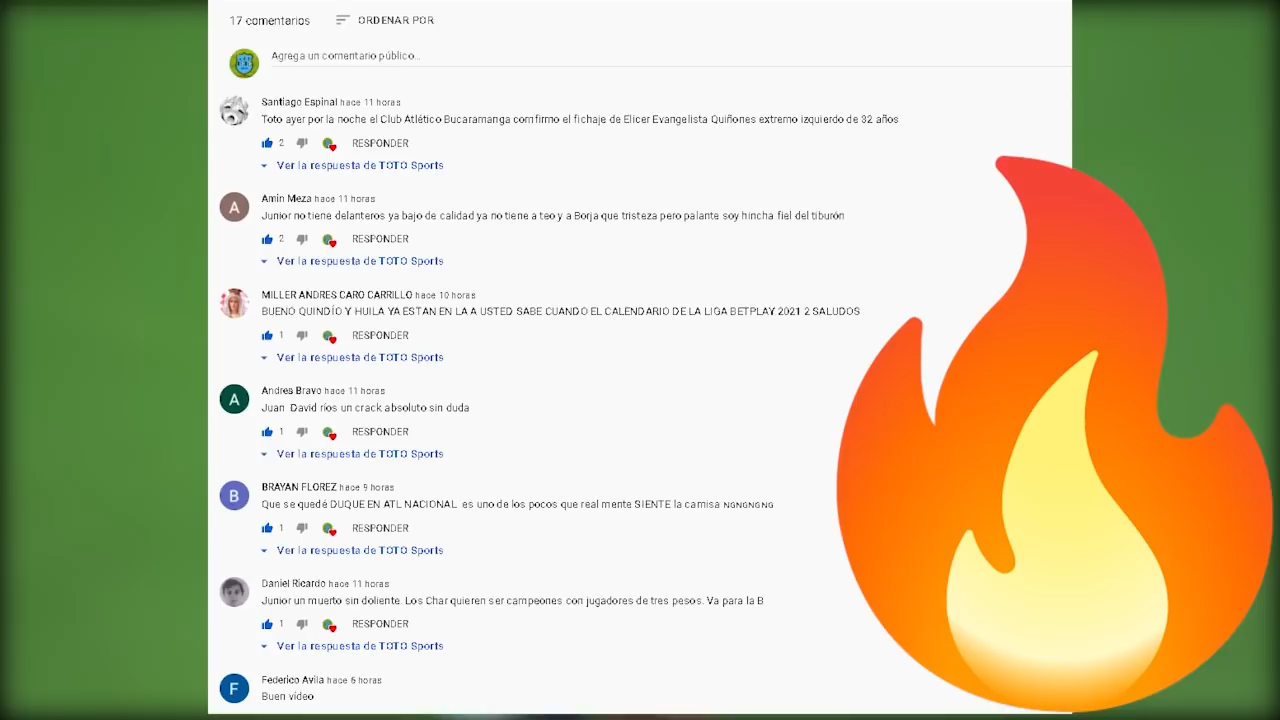 17 comentarios ORDENAR POR
Agrega un comentario público...
Santiago Espinal hace 11 horas
Toto ayer por la noche el Club Atlético Bucaramanga comfirmo el fichaje de Elicer Evangelista Quiñones extremo izquierdo de 32 años
2 RESPONDER
Ver la respuesta de TOTO Sports
A
Amin Meza hace 11 horas
Junior no tiene delanteros ya bajo de calidad ya no tiene a teo y a Borja que tristeza pero palante soy hincha fiel del tiburón
2 RESPONDER
Ver la respuesta de TOTO Sports
MILLER ANDRES CARO CARRILLO hace 10 horas
BUENO QUINDÍO Y HUILA YA ESTAN EN LA A USTED SABE CUANDO EL CALENDARIO DE LA LIGA BETPLAY 2021 2 SALUDOS
1 RESPONDER
Ver la respuesta de TOTO Sports
A
Andres Bravo hace 11 horas
Juan David ríos un crack absoluto sin duda
1 RESPONDER
Ver la respuesta de TOTO Sports
B
BRAYAN FLOREZ hace 9 horas
Que se quedé DUQUE EN ATL NACIONAL es uno de los pocos que real mente SIENTE la camisa ɴɢɴɢɴɢɴɢ
1 RESPONDER
Ver la respuesta de TOTO Sports
Daniel Ricardo hace 11 horas
Junior un muerto sin doliente. Los Char quieren ser campeones con jugadores de tres pesos. Va para la B
1 RESPONDER
Ver la respuesta de TOTO Sports
F
Federico Avila hace 6 horas
Buen vídeo